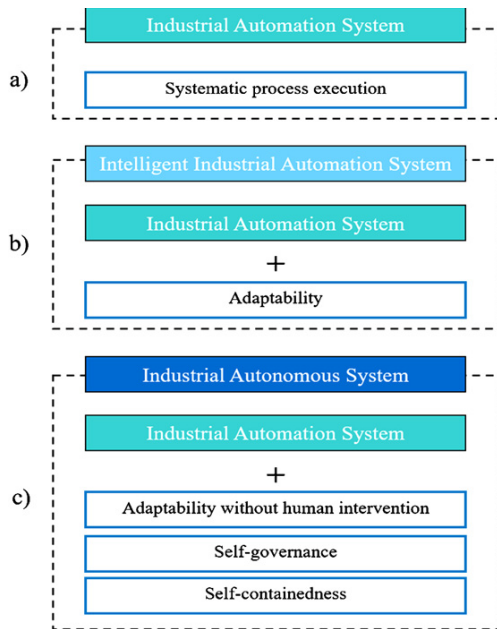 Industrial Automation System
a)
Systematic process execution
Intelligent Industrial Automation System
Industrial Automation System
b)
+
Adaptability
Industrial Autonomous System
Industrial Automation System
+
c)
Adaptability without human intervention
Self-governance
Self-containedness